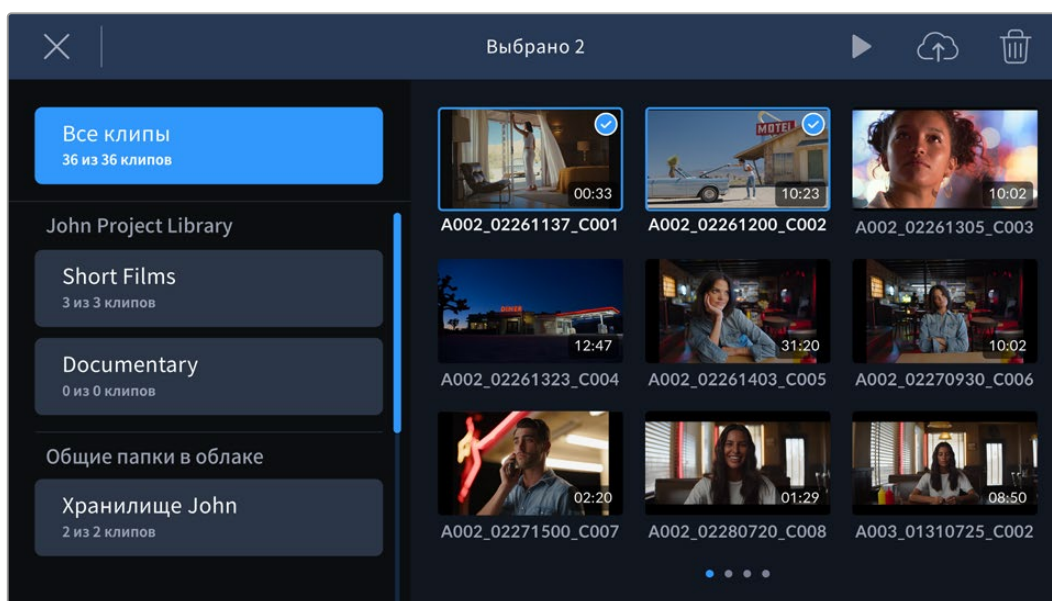 Выбрано 2
Все клипы
36 из 36 клипов
John Project Library
Short Films
3 из 3 клипов
Documentary
0 из 0 клипов
Общие папки в облаке
Хранилище John
2 из 2 клипов
MOTEL
00:33
10:23
10:02
A002_02261137_C001
A002_02261200_C002
A002_02261305_C003
DINER
12:47
31:20
10:02
A002_02261323_C004
A002_02261403_C005
A002_02270930_C006
02:20
01:29
08:50
A002_02271500_C007
A002_02280720_C008
A003_01310725_C002